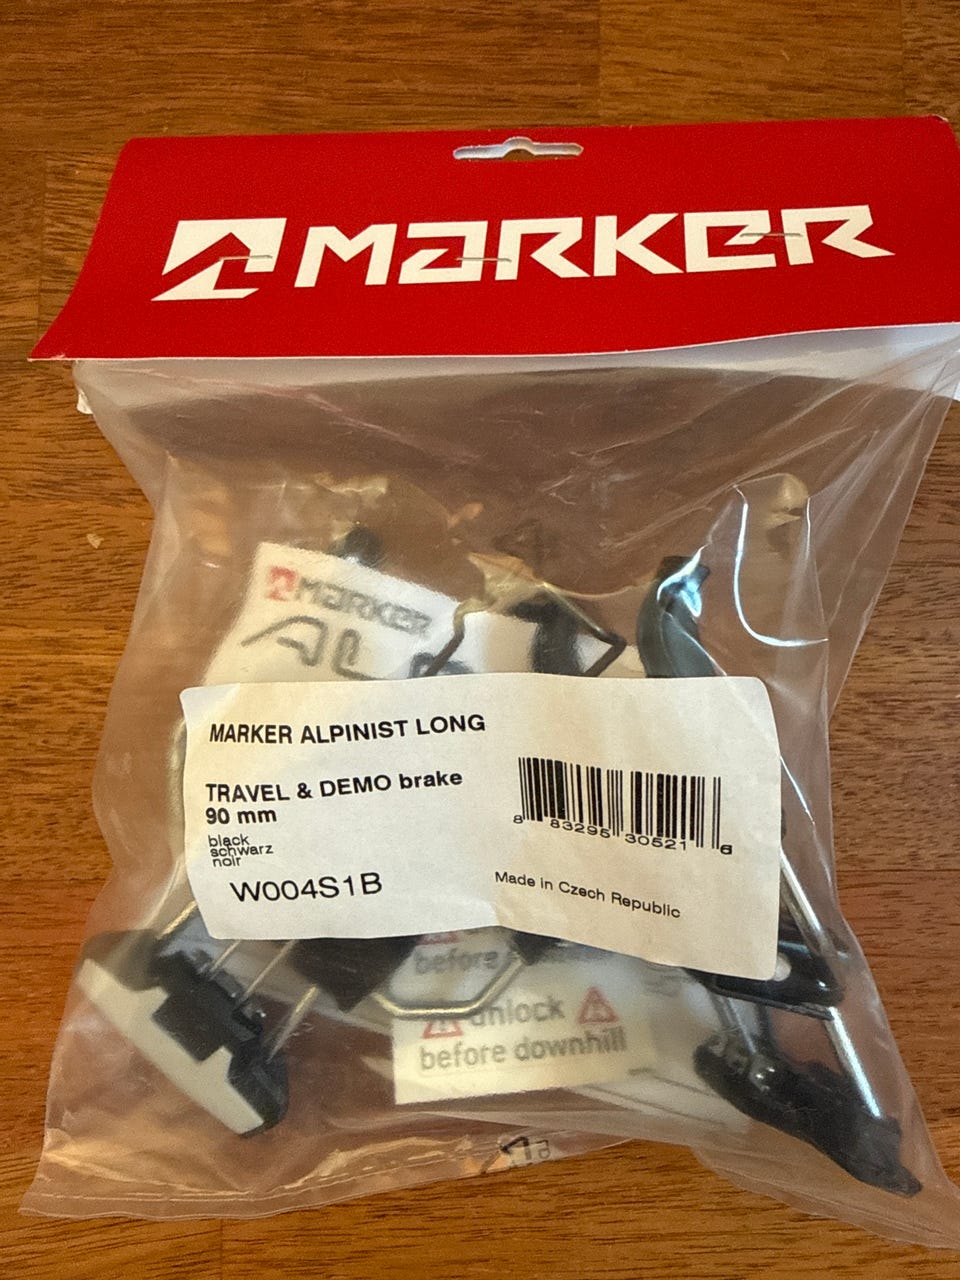 MARKER
MARKER
MARKER ALPINIST LONG
TRAVEL & DEMO brake
90 mm
black
schwarz
noir
W004S1B
8 83295 30521 6
Made in Czech Republic
before
unlock
before downhill